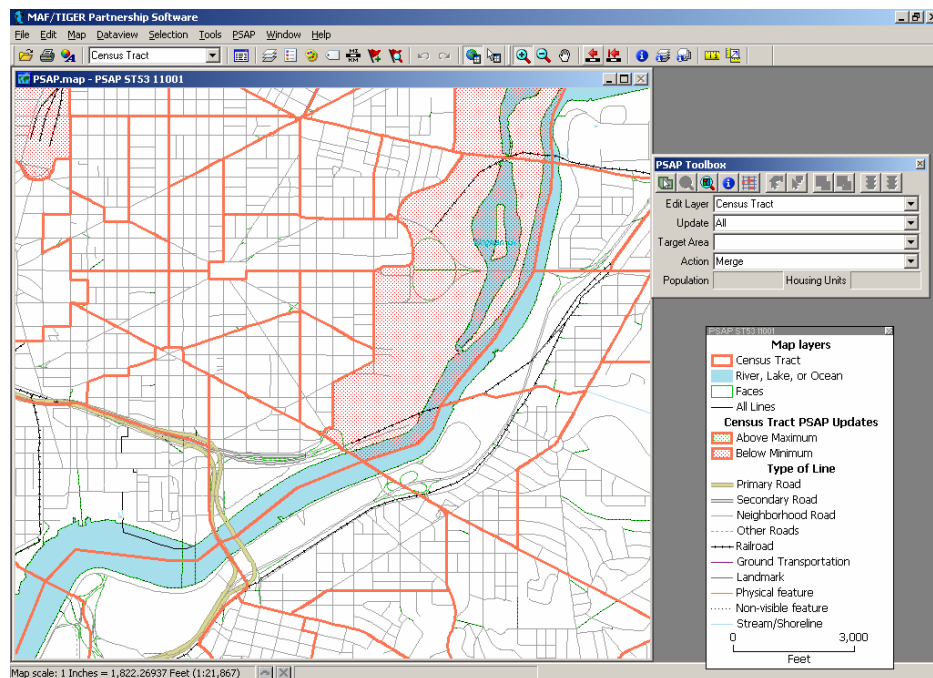 MAF/TIGER Partnership Software
File Edit Map Dataview Selection Tools PSAP Window Help
Census Tract
PSAP.map - PSAP ST53 11001
PSAP Toolbox
Edit Layer Census Tract
Update All
Target Area
Action Merge
Population Housing Units
PSAP ST53 11001
Map layers
Census Tract
River, Lake, or Ocean
Faces
All Lines
Census Tract PSAP Updates
Above Maximum
Below Minimum
Type of Line
Primary Road
Secondary Road
Neighborhood Road
Other Roads
Railroad
Ground Transportation
Landmark
Physical feature
Non-visible feature
Stream/Shoreline
0 3,000
Feet
Map scale: 1 Inches = 1,822.26937 Feet (1:21,867)